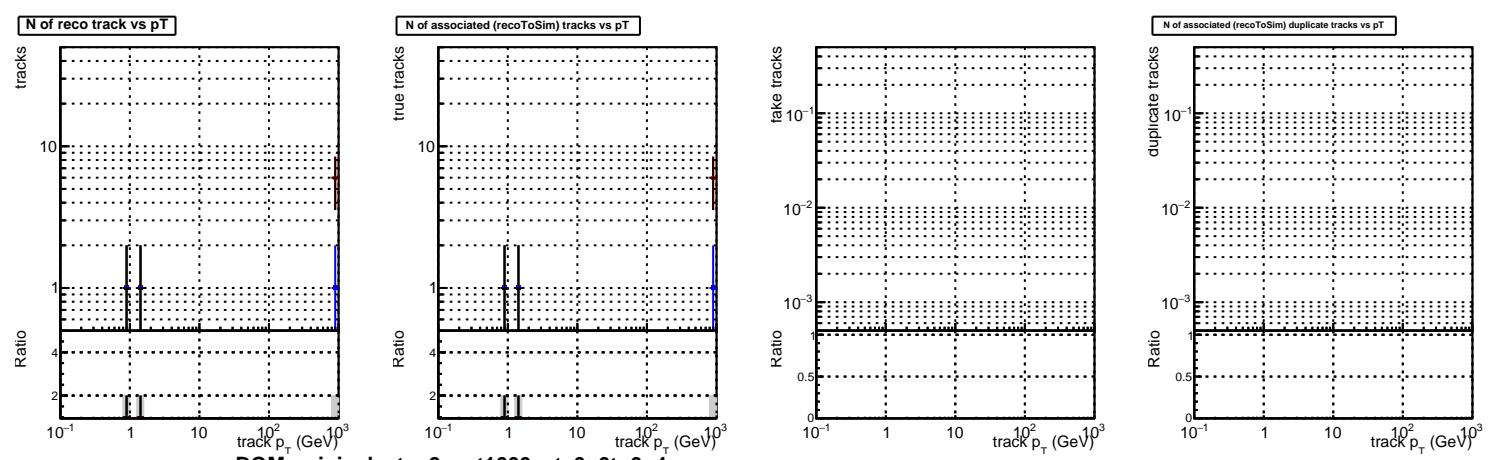 N of reco track vs pT
N of associated (recoToSim) tracks vs pT
N of associated (recoToSim) duplicate tracks vs pT
tracks
10
1
Ratio
4
2
10⁻¹ 1 10 10² 10³
track p_T (GeV)
true tracks
10
1
Ratio
4
2
10⁻¹ 1 10 10² 10³
track p_T (GeV)
fake tracks
10⁻¹
10⁻²
10⁻³
Ratio
1
0.5
0
10⁻¹ 1 10 10² 10³
track p_T (GeV)
duplicate tracks
10⁻¹
10⁻²
10⁻³
Ratio
1
0.5
0
10⁻¹ 1 10 10² 10³
track p_T (GeV)